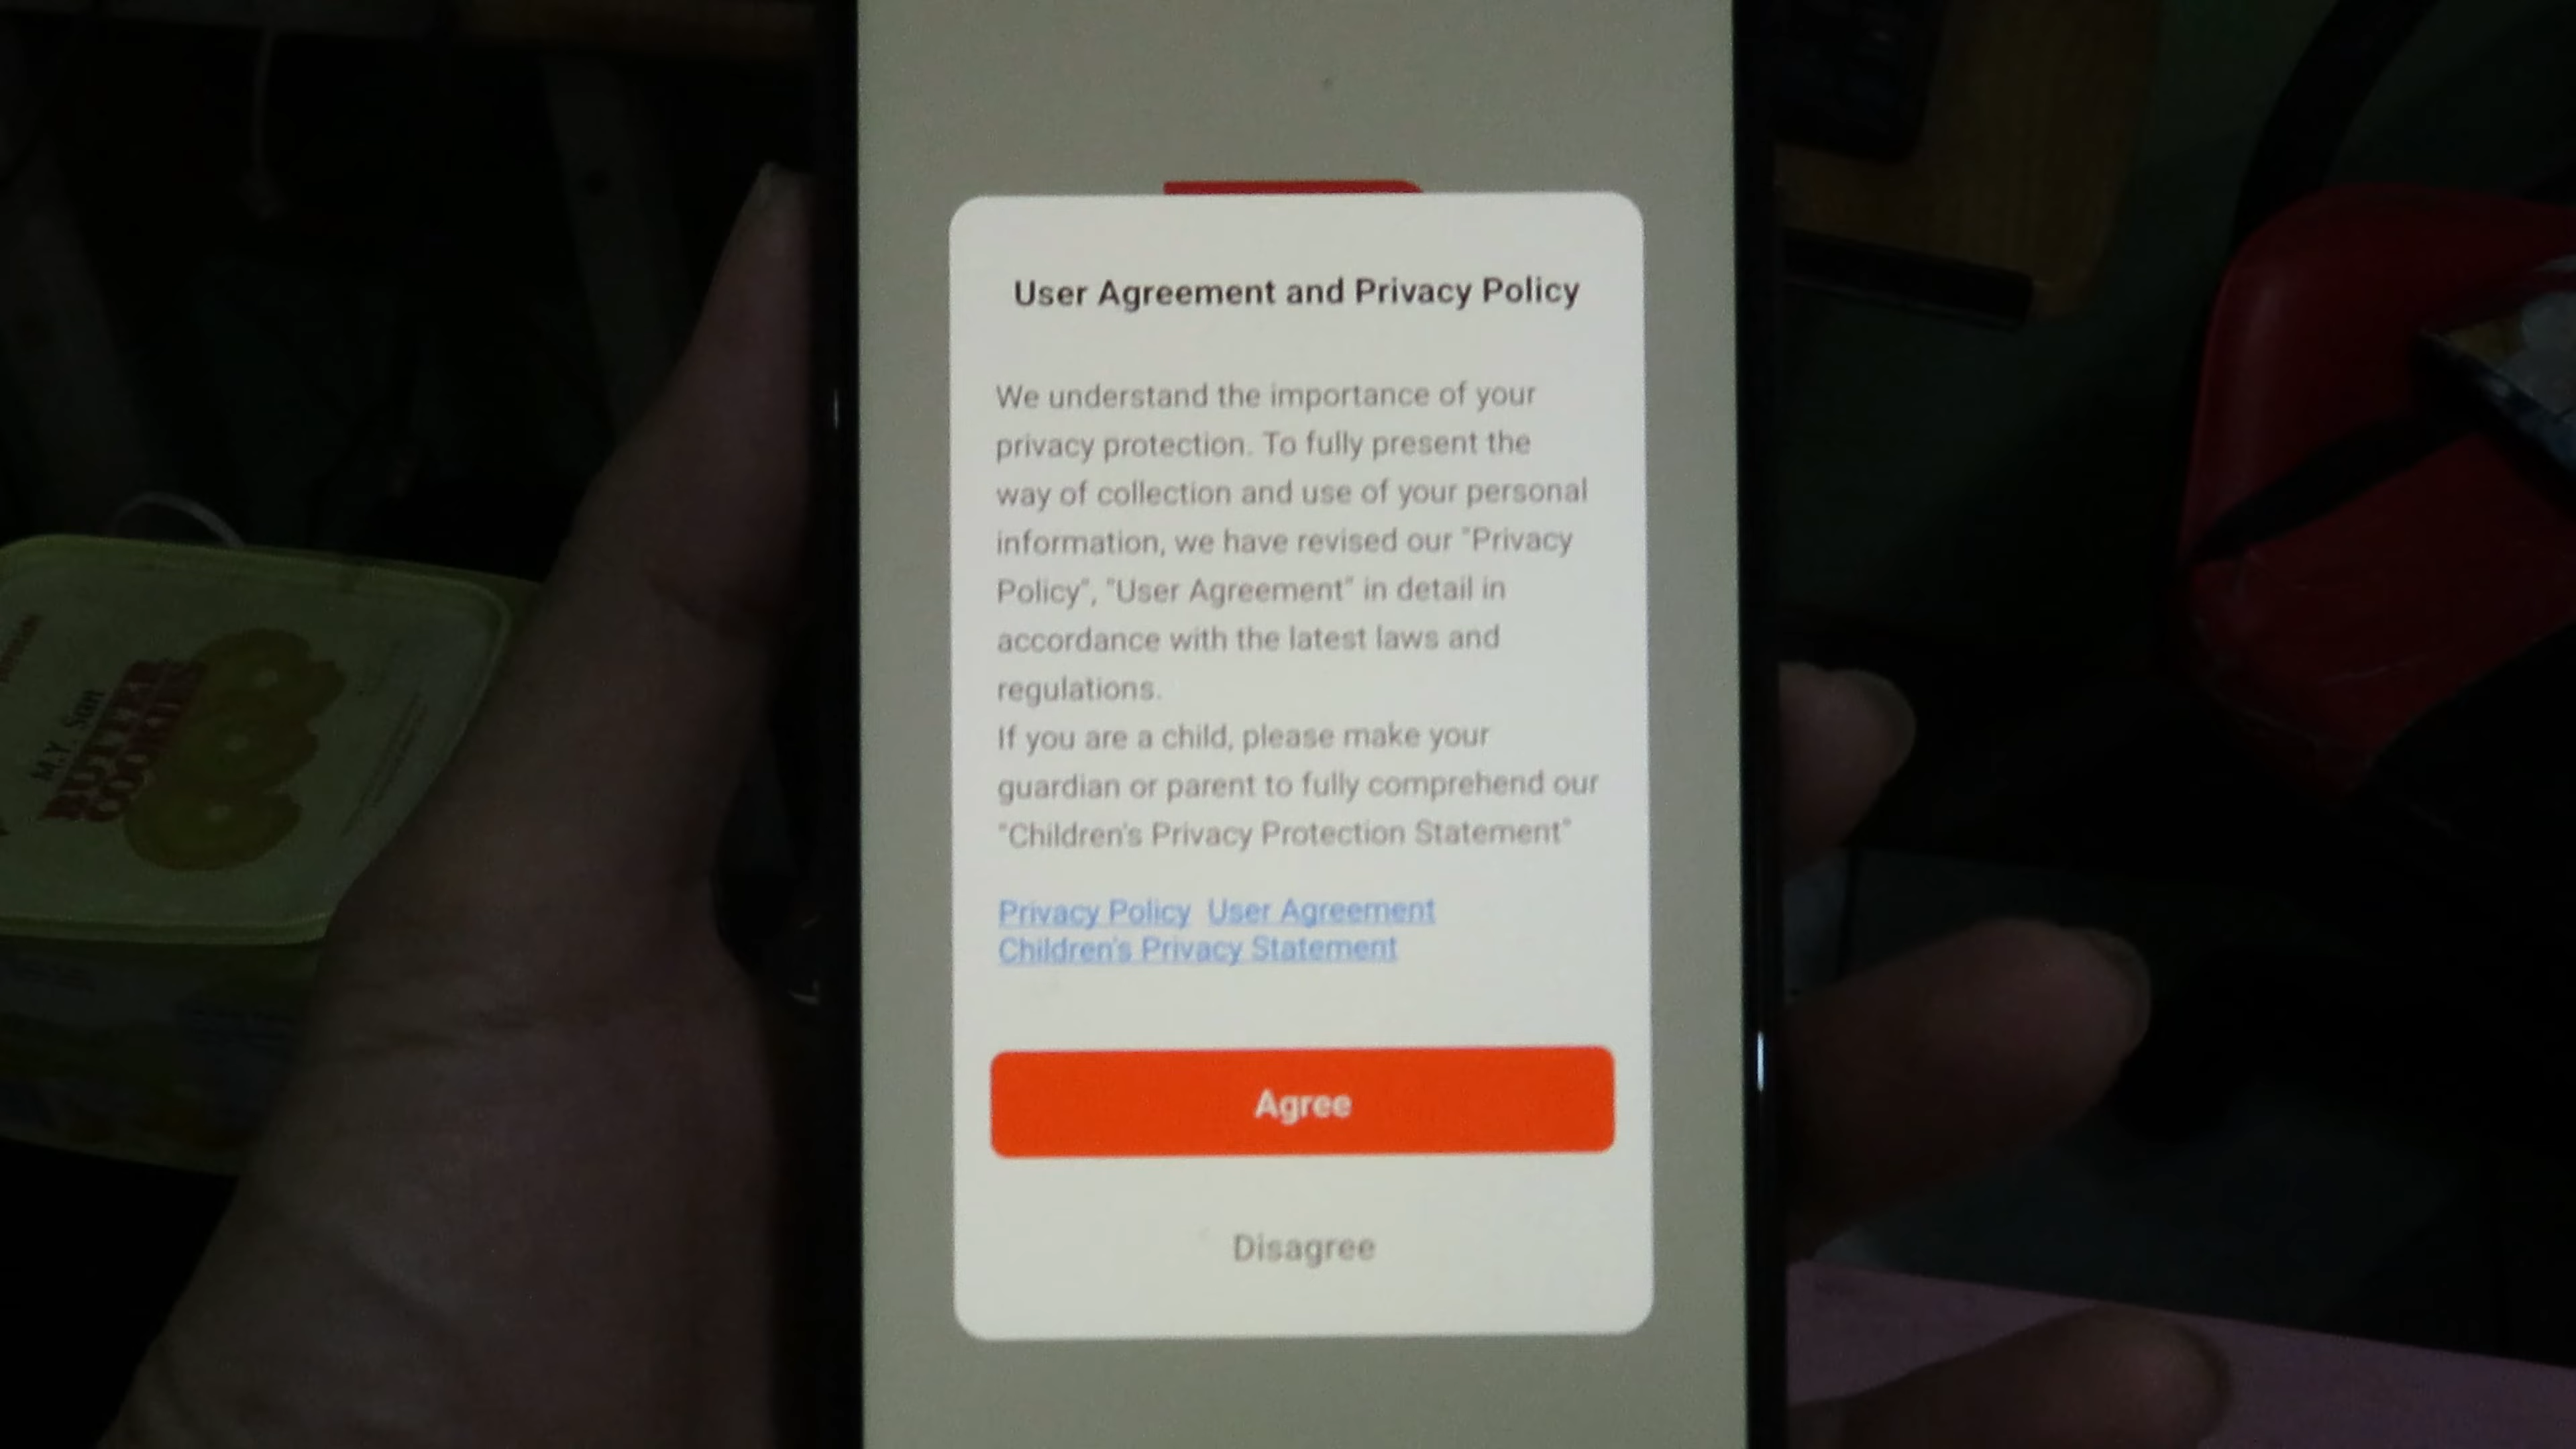 User Agreement and Privacy Policy
We understand the importance of your
privacy protection. To fully present the
way of collection and use of your personal
information, we have revised our "Privacy
Policy", "User Agreement" in detail in
accordance with the latest laws and
regulations.
If you are a child, please make your
guardian or parent to fully comprehend our
"Children's Privacy Protection Statement"
Privacy Policy User Agreement
Children's Privacy Statement
Agree
Disagree
M.Y. San
BUTTER
COOKIES